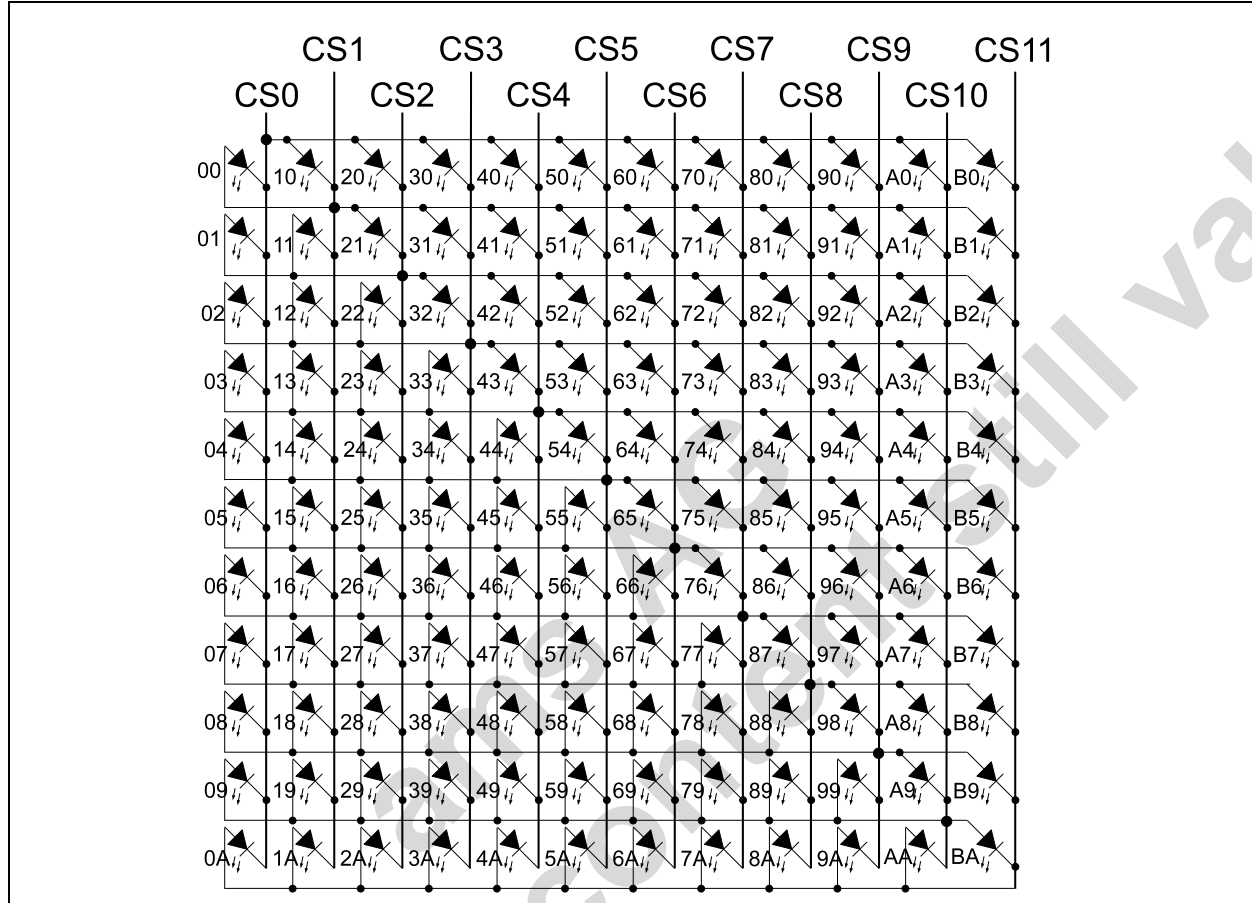 CS1 CS3 CS5 CS7 CS9 CS11
CS0 CS2 CS4 CS6 CS8 CS10
00 10 20 30 40 50 60 70 80 90 A0 B0
01 11 21 31 41 51 61 71 81 91 A1 B1
02 12 22 32 42 52 62 72 82 92 A2 B2
03 13 23 33 43 53 63 73 83 93 A3 B3
04 14 24 34 44 54 64 74 84 94 A4 B4
05 15 25 35 45 55 65 75 85 95 A5 B5
06 16 26 36 46 56 66 76 86 96 A6 B6
07 17 27 37 47 57 67 77 87 97 A7 B7
08 18 28 38 48 58 68 78 88 98 A8 B8
09 19 29 39 49 59 69 79 89 99 A9 B9
0A 1A 2A 3A 4A 5A 6A 7A 8A 9A AA BA
ams AG
content still